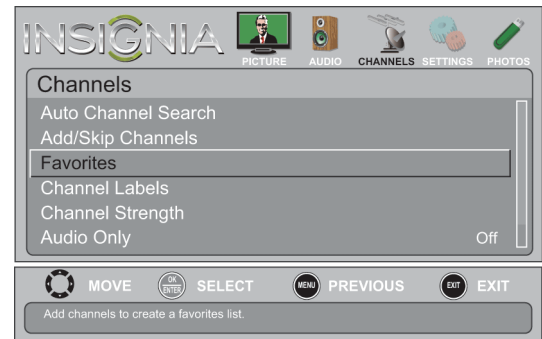 INSIGNIA
PICTURE AUDIO CHANNELS SETTINGS PHOTOS
Channels
Auto Channel Search
Add/Skip Channels
Favorites
Channel Labels
Channel Strength
Audio Only Off
MOVE OK ENTER SELECT MENU PREVIOUS EXIT EXIT
Add channels to create a favorites list.